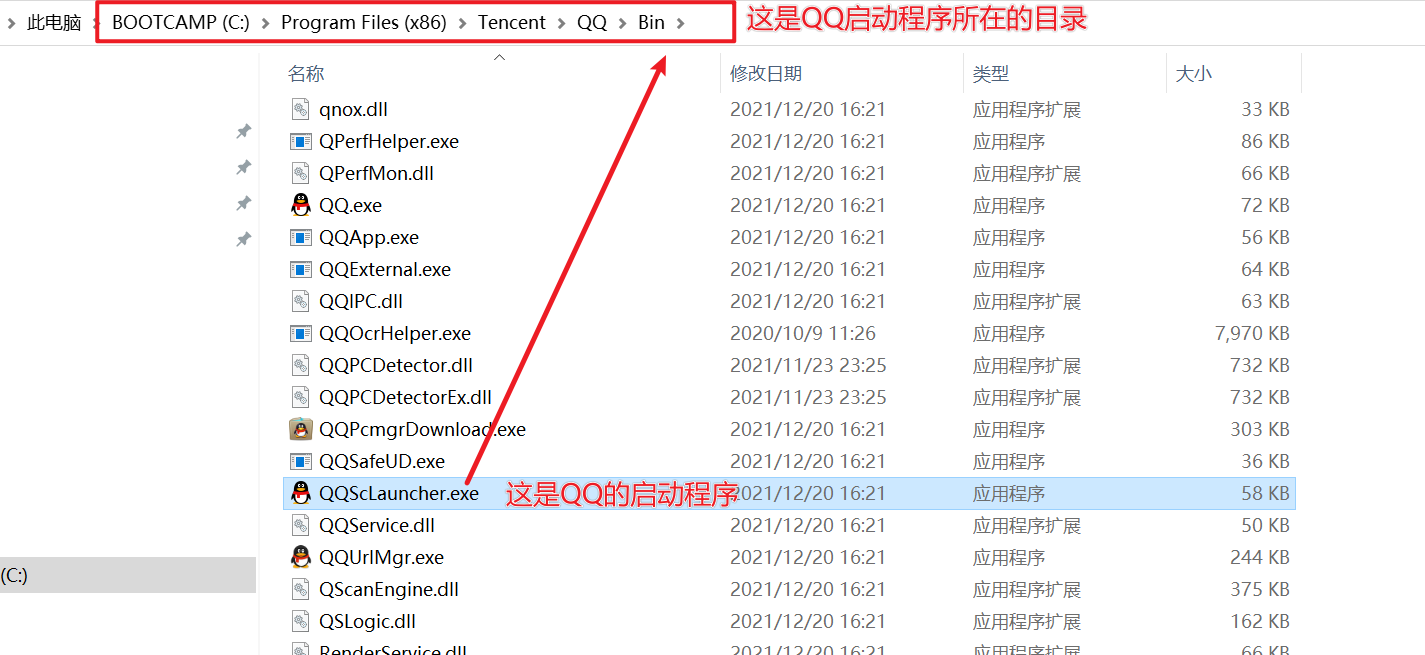 此电脑 BOOTCAMP (C:) Program Files (x86) Tencent QQ Bin 这是QQ启动程序所在的目录
名称 修改日期 类型 大小
qnox.dll 2021/12/20 16:21 应用程序扩展 33 KB
QPerfHelper.exe 2021/12/20 16:21 应用程序 86 KB
QPerfMon.dll 2021/12/20 16:21 应用程序扩展 66 KB
QQ.exe 2021/12/20 16:21 应用程序 72 KB
QQApp.exe 2021/12/20 16:21 应用程序 56 KB
QQExternal.exe 2021/12/20 16:21 应用程序 64 KB
QQIPC.dll 2021/12/20 16:21 应用程序扩展 63 KB
QQOcrHelper.exe 2020/10/9 11:26 应用程序 7,970 KB
QQPCDetector.dll 2021/11/23 23:25 应用程序扩展 732 KB
QQPCDetectorEx.dll 2021/11/23 23:25 应用程序扩展 732 KB
QQPcmgrDownload.exe 2021/12/20 16:21 应用程序 303 KB
QQSafeUD.exe 2021/12/20 16:21 应用程序 36 KB
QQScLauncher.exe 这是QQ的启动程序 2021/12/20 16:21 应用程序 58 KB
QQService.dll 2021/12/20 16:21 应用程序扩展 50 KB
QQUrlMgr.exe 2021/12/20 16:21 应用程序 244 KB
(C:)
QScanEngine.dll 2021/12/20 16:21 应用程序扩展 375 KB
QSLogic.dll 2021/12/20 16:21 应用程序扩展 162 KB
RenderService.dll 2021/12/20 16:21 应用程序扩展 66 KB